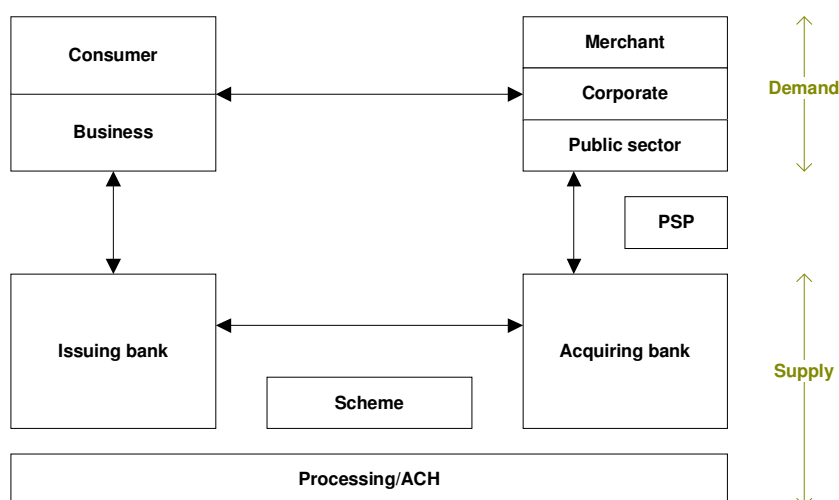 Consumer
Business
Merchant
Corporate
Public sector
Demand
PSP
Issuing bank
Acquiring bank
Supply
Scheme
Processing/ACH